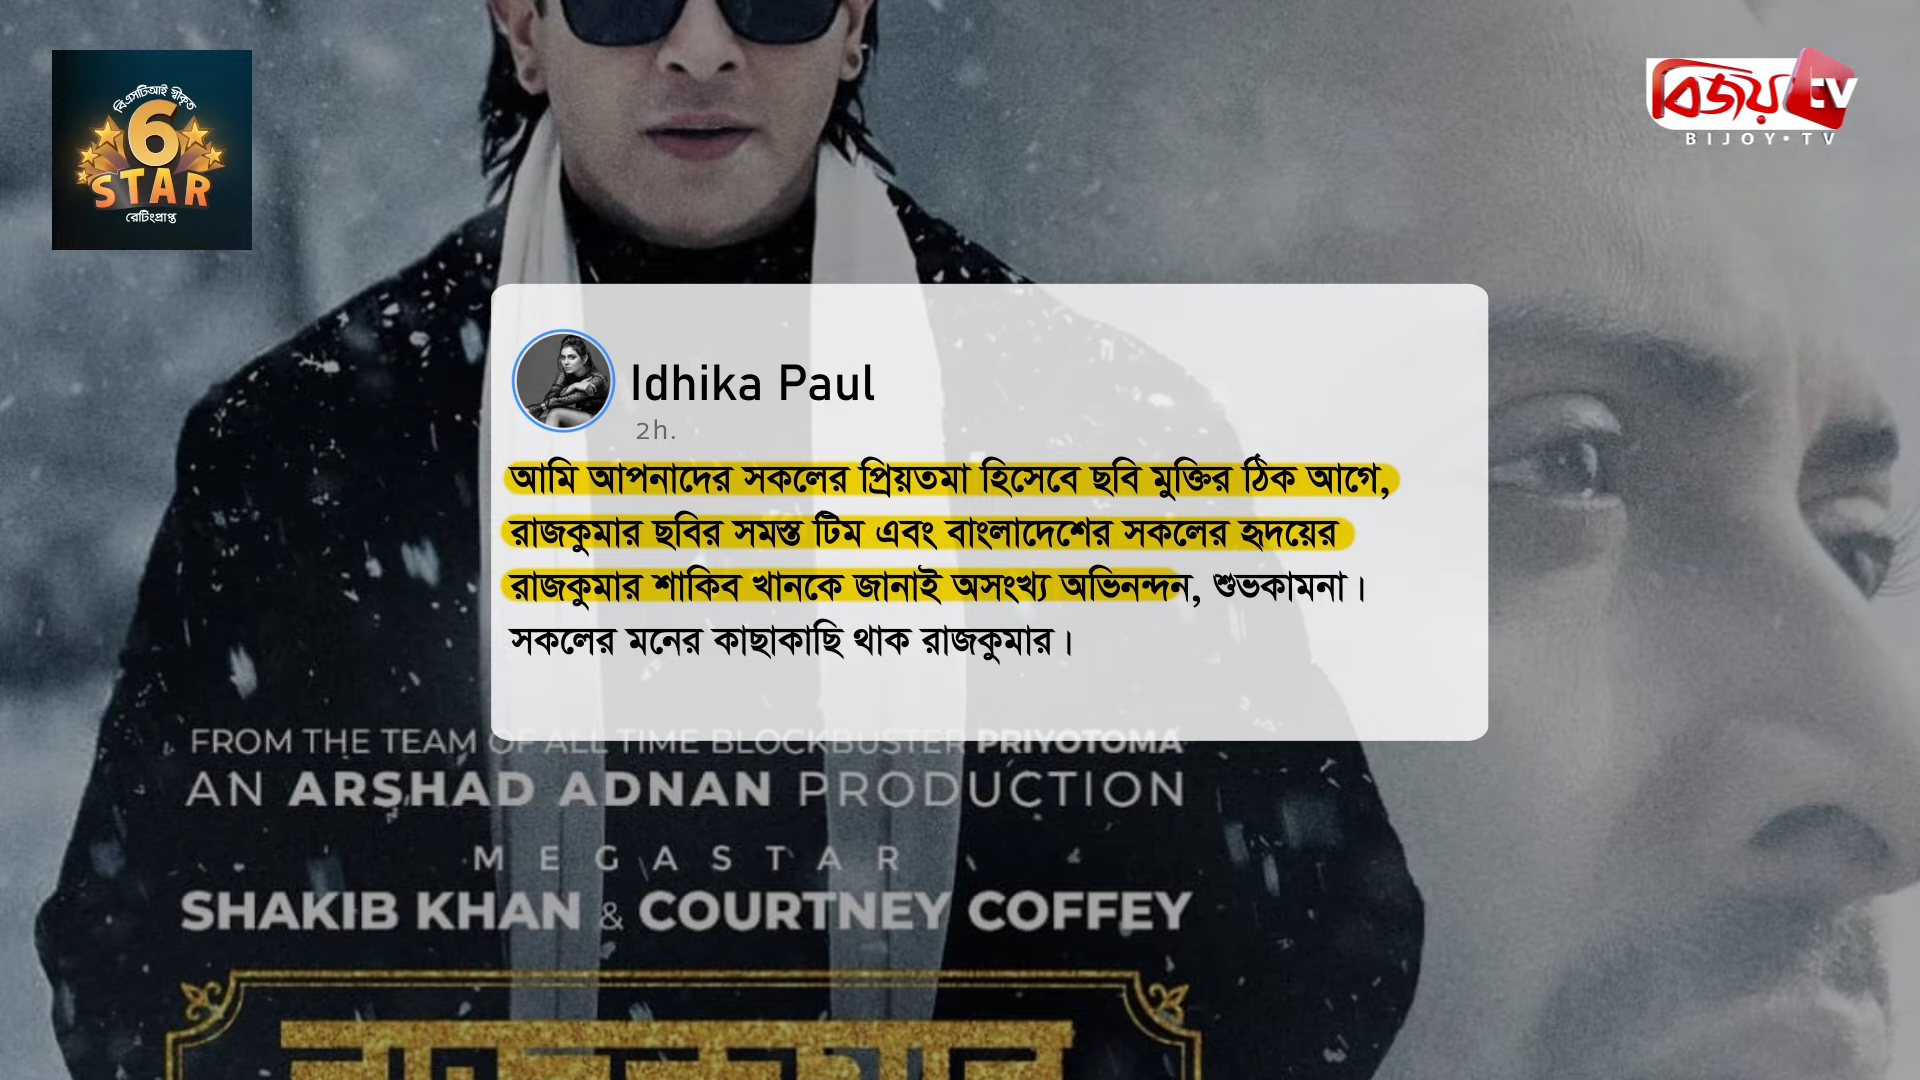 বিএসটিআই স্বীকৃত
6
STAR
রেটিংপ্রাপ্ত
বিজয় TV
BIJOY TV
Idhika Paul
2h.
আমি আপনাদের সকলের প্রিয়তমা হিসেবে ছবি মুক্তির ঠিক আগে,
রাজকুমার ছবির সমস্ত টিম এবং বাংলাদেশের সকলের হৃদয়ের
রাজকুমার শাকিব খানকে জানাই অসংখ্য অভিনন্দন, শুভকামনা।
সকলের মনের কাছাকাছি থাক রাজকুমার।
FROM THE TEAM OF ALL TIME BLOCKBUSTER PRIYOTOMA
AN ARSHAD ADNAN PRODUCTION
MEGASTAR
SHAKIB KHAN & COURTNEY COFFEY